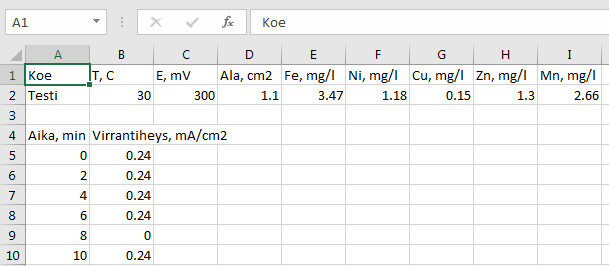 A1 fx Koe
A B C D E F G H I
1 Koe T, C E, mV Ala, cm2 Fe, mg/l Ni, mg/l Cu, mg/l Zn, mg/l Mn, mg/l
2 Testi 30 300 1.1 3.47 1.18 0.15 1.3 2.66
3
4 Aika, min Virrantiheys, mA/cm2
5 0 0.24
6 2 0.24
7 4 0.24
8 6 0.24
9 8 0
10 10 0.24